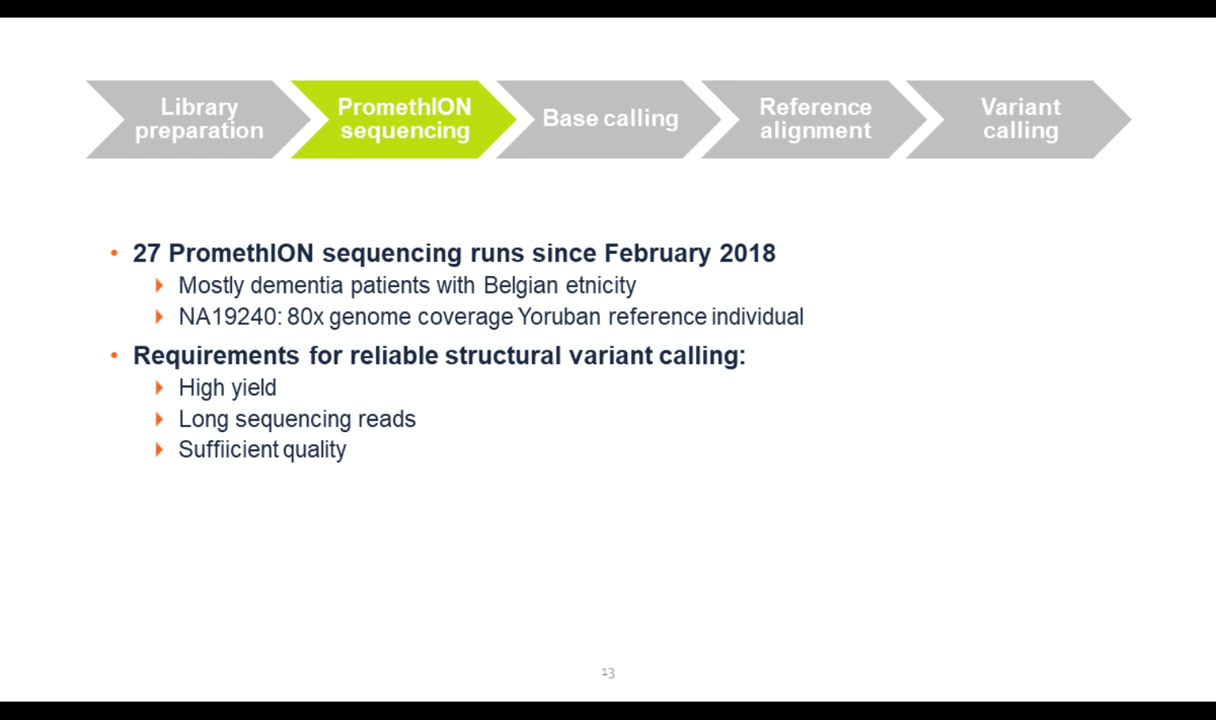 Library
preparation
PromethION
sequencing
Base calling
Reference
alignment
Variant
calling
• 27 PromethION sequencing runs since February 2018
Mostly dementia patients with Belgian etnicity
NA19240: 80x genome coverage Yoruban reference individual
• Requirements for reliable structural variant calling:
High yield
Long sequencing reads
Suffiicient quality
13